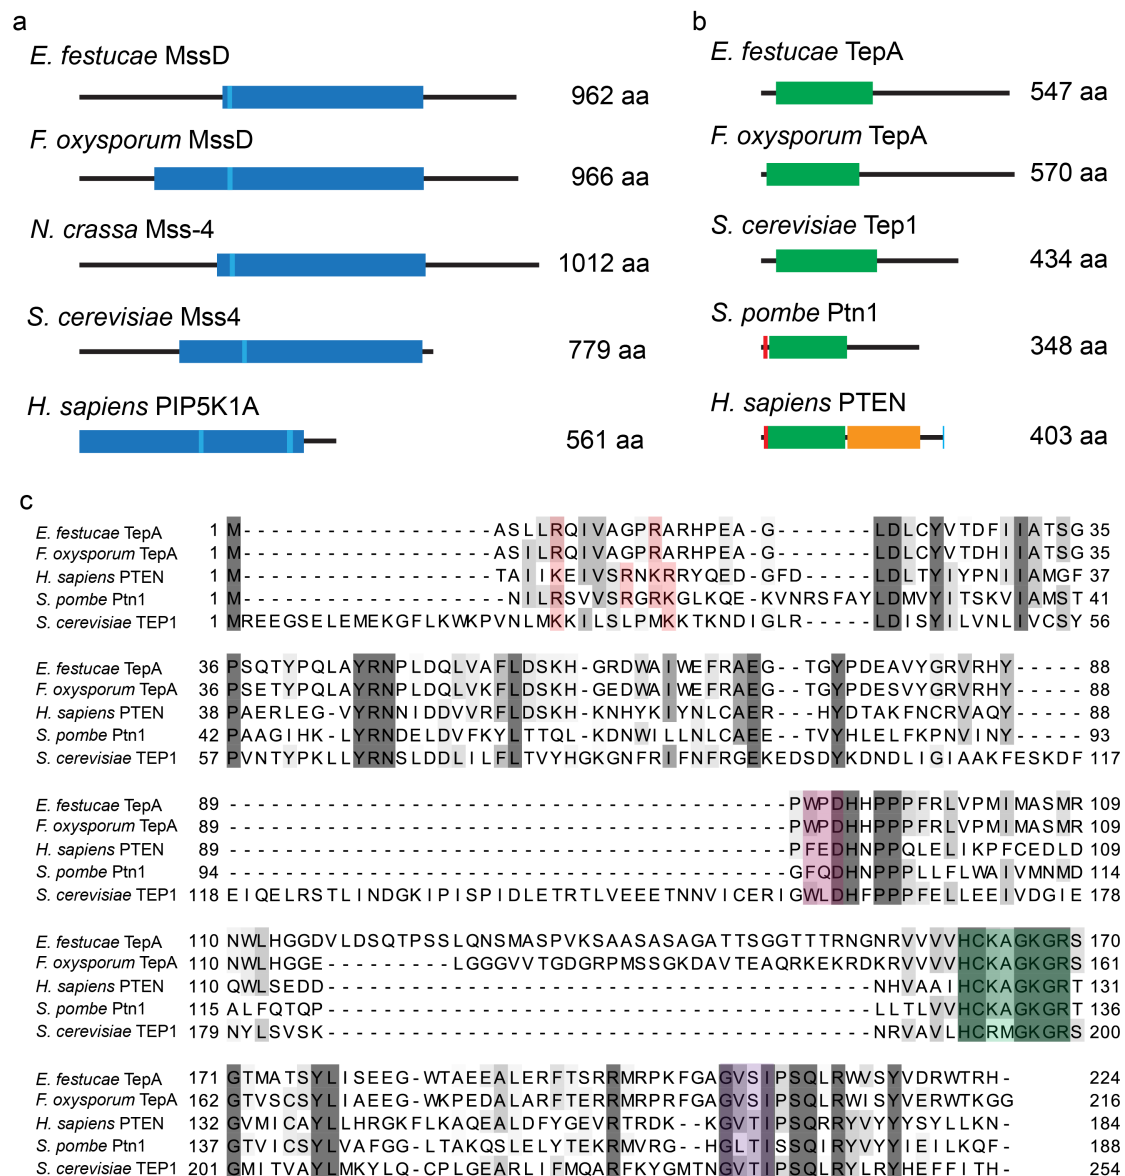 a
E. festucae MssD
962 aa
F. oxysporum MssD
966 aa
N. crassa Mss-4
1012 aa
S. cerevisiae Mss4
779 aa
H. sapiens PIP5K1A
561 aa
b
E. festucae TepA
547 aa
F. oxysporum TepA
570 aa
S. cerevisiae Tep1
434 aa
S. pombe Ptn1
348 aa
H. sapiens PTEN
403 aa
c
E. festucae TepA 1 M------------------ASLLRQIVAGPRARHPEA-G-------LDLCYVTDFIIATSG 35
F. oxysporum TepA 1 M------------------ASILRQIVAGPRARHPEA-G-------LDLCYVTDHIIATSG 35
H. sapiens PTEN 1 M------------------TAIIKEIVSRNKRRYQED-GFD-----LDLTYIYPNIIAMGF 37
S. pombe Ptn1 1 M-------------------NILRSVVSRGRKGLKQE-KVNRSFAYLDMVYITSKVIAMST 41
S. cerevisiae TEP1 1 MREEGSELEMEKGFLKWKPVNLMKKILSLPMKKTKNDIGLR-----LDISYILVNLIVCSY 56
E. festucae TepA 36 PSQTYPQLAYRNPLDQLVAFLDSKH-GRDWAIWEFRAEG--TGYPDEAVYGRVRHY----- 88
F. oxysporum TepA 36 PSETYPQLAYRNPLDQLVKFLDSKH-GEDWAIWEFRAEG--TGYPDESVYGRVRHY----- 88
H. sapiens PTEN 38 PAERLEG-VYRNNIDDVVRFLDSKH-KNHYKIYNLCAER---HYDTAKFNCRVAQY----- 88
S. pombe Ptn1 42 PAAGIHK-LYRNDELDVFKYLTTQL-KDNWILLNLCAEE---TVYHLELFKPNVINY---- 93
S. cerevisiae TEP1 57 PVNTYPKLLYRNSLDDLILFLTVYHGKGNFRIFNFRGEKEDSDYKDNDLIGIAAKFESKDF 117
E. festucae TepA 89 ----------------------------------------PWPDHHPPPFRLVPMIMASMR 109
F. oxysporum TepA 89 ----------------------------------------PWPDHHPPPFRLVPMIMASMR 109
H. sapiens PTEN 89 ----------------------------------------PFEDHNPPQLELIKPFCEDLD 109
S. pombe Ptn1 94 ----------------------------------------GFQDHNPPPLLFLWAIVMNMD 114
S. cerevisiae TEP1 118 EIQELRSTLINDGKIPISPIDLETRTLVEEETNNVICERIGWLDHFPPPFELLEEIVDGIE 178
E. festucae TepA 110 NWLHGGDVLDSQTPSSLQNSMASPVKSAASASAGATTSGGTTTRNGNRVVVVHCKAGKGRS 170
F. oxysporum TepA 110 NWLHGGE---------LGGGVVTGDGRPMSSGKDAVTEAQRKEKRDKRVVVVHCKAGKGRS 161
H. sapiens PTEN 110 QWLSEDD---------------------------------------NHVAAIHCKAGKGRT 131
S. pombe Ptn1 115 ALFQTQP---------------------------------------LLTLVVHCKAGKGRT 136
S. cerevisiae TEP1 179 NYLSVSK---------------------------------------NRVAVLHCRMGKGRS 200
E. festucae TepA 171 GTMATSYLISEEG-WTAEEALERFTSRRMRPKFGAGVSIPSQLRWVSYVDRWTRH- 224
F. oxysporum TepA 162 GTVSCSYLIAEEG-WKPEDALARFTERRMRPRFGAGVSIPSQLRWISYVERWTKGG 216
H. sapiens PTEN 132 GVMICAYLLHRGKFLKAQEALDFYGEVRTRDK--KGVTIPSQRRYVYYYSYLLKN- 184
S. pombe Ptn1 137 GTVICSYLVAFGG-LTAKQSLELYTEKRMVRG--HGLTISSQIRYVYYIEILKQF- 188
S. cerevisiae TEP1 201 GMITVAYLMKYLQ-CPLGEARLIFMQARFKYGMTNGVTIPSQLRYLRYHEFFITH- 254